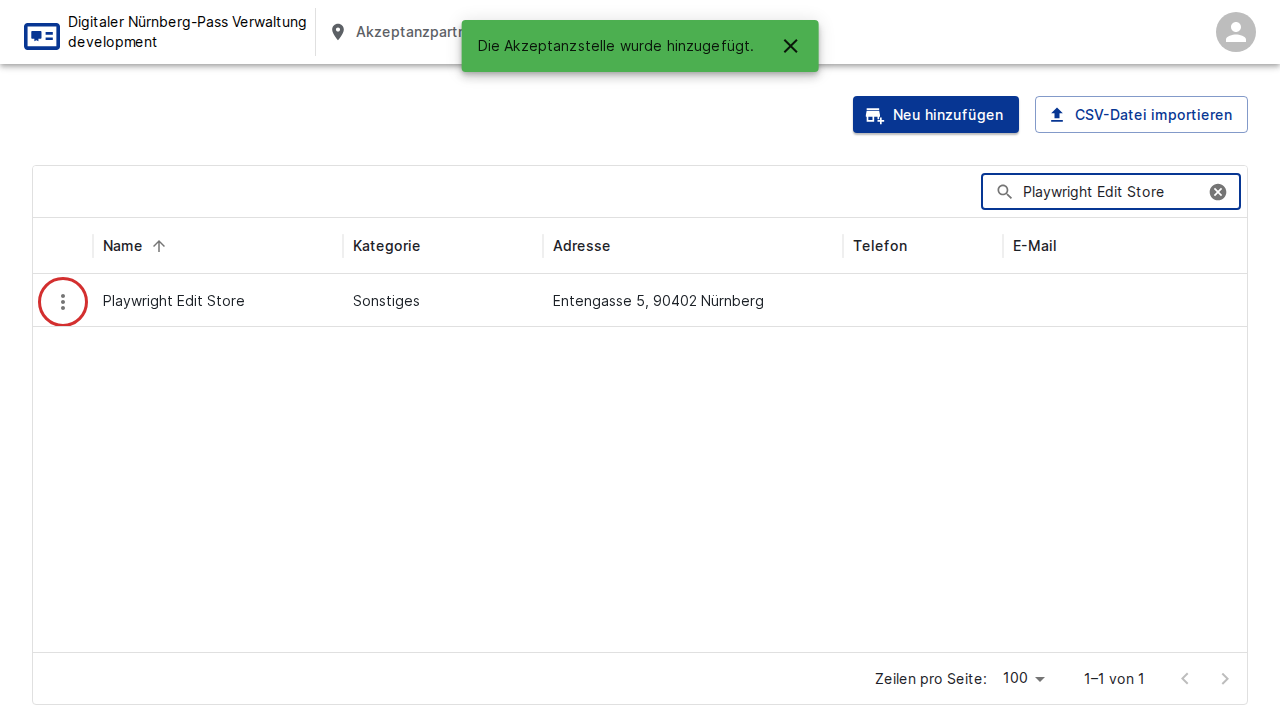 Digitaler Nürnberg-Pass Verwaltung
development
Akzeptanzpartn
Die Akzeptanzstelle wurde hinzugefügt.
Neu hinzufügen
CSV-Datei importieren
Playwright Edit Store
Name
Kategorie
Adresse
Telefon
E-Mail
Playwright Edit Store
Sonstiges
Entengasse 5, 90402 Nürnberg
Zeilen pro Seite:
100
1–1 von 1